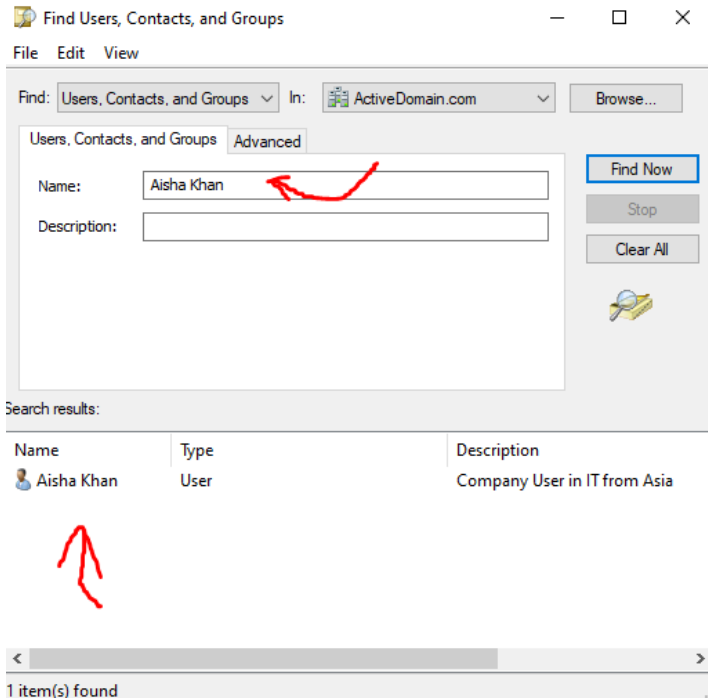 Find Users, Contacts, and Groups
File Edit View
Find: Users, Contacts, and Groups In: ActiveDomain.com Browse...
Users, Contacts, and Groups Advanced
Find Now
Name: Aisha Khan
Stop
Description:
Clear All
Search results:
Name Type Description
Aisha Khan User Company User in IT from Asia
1 item(s) found